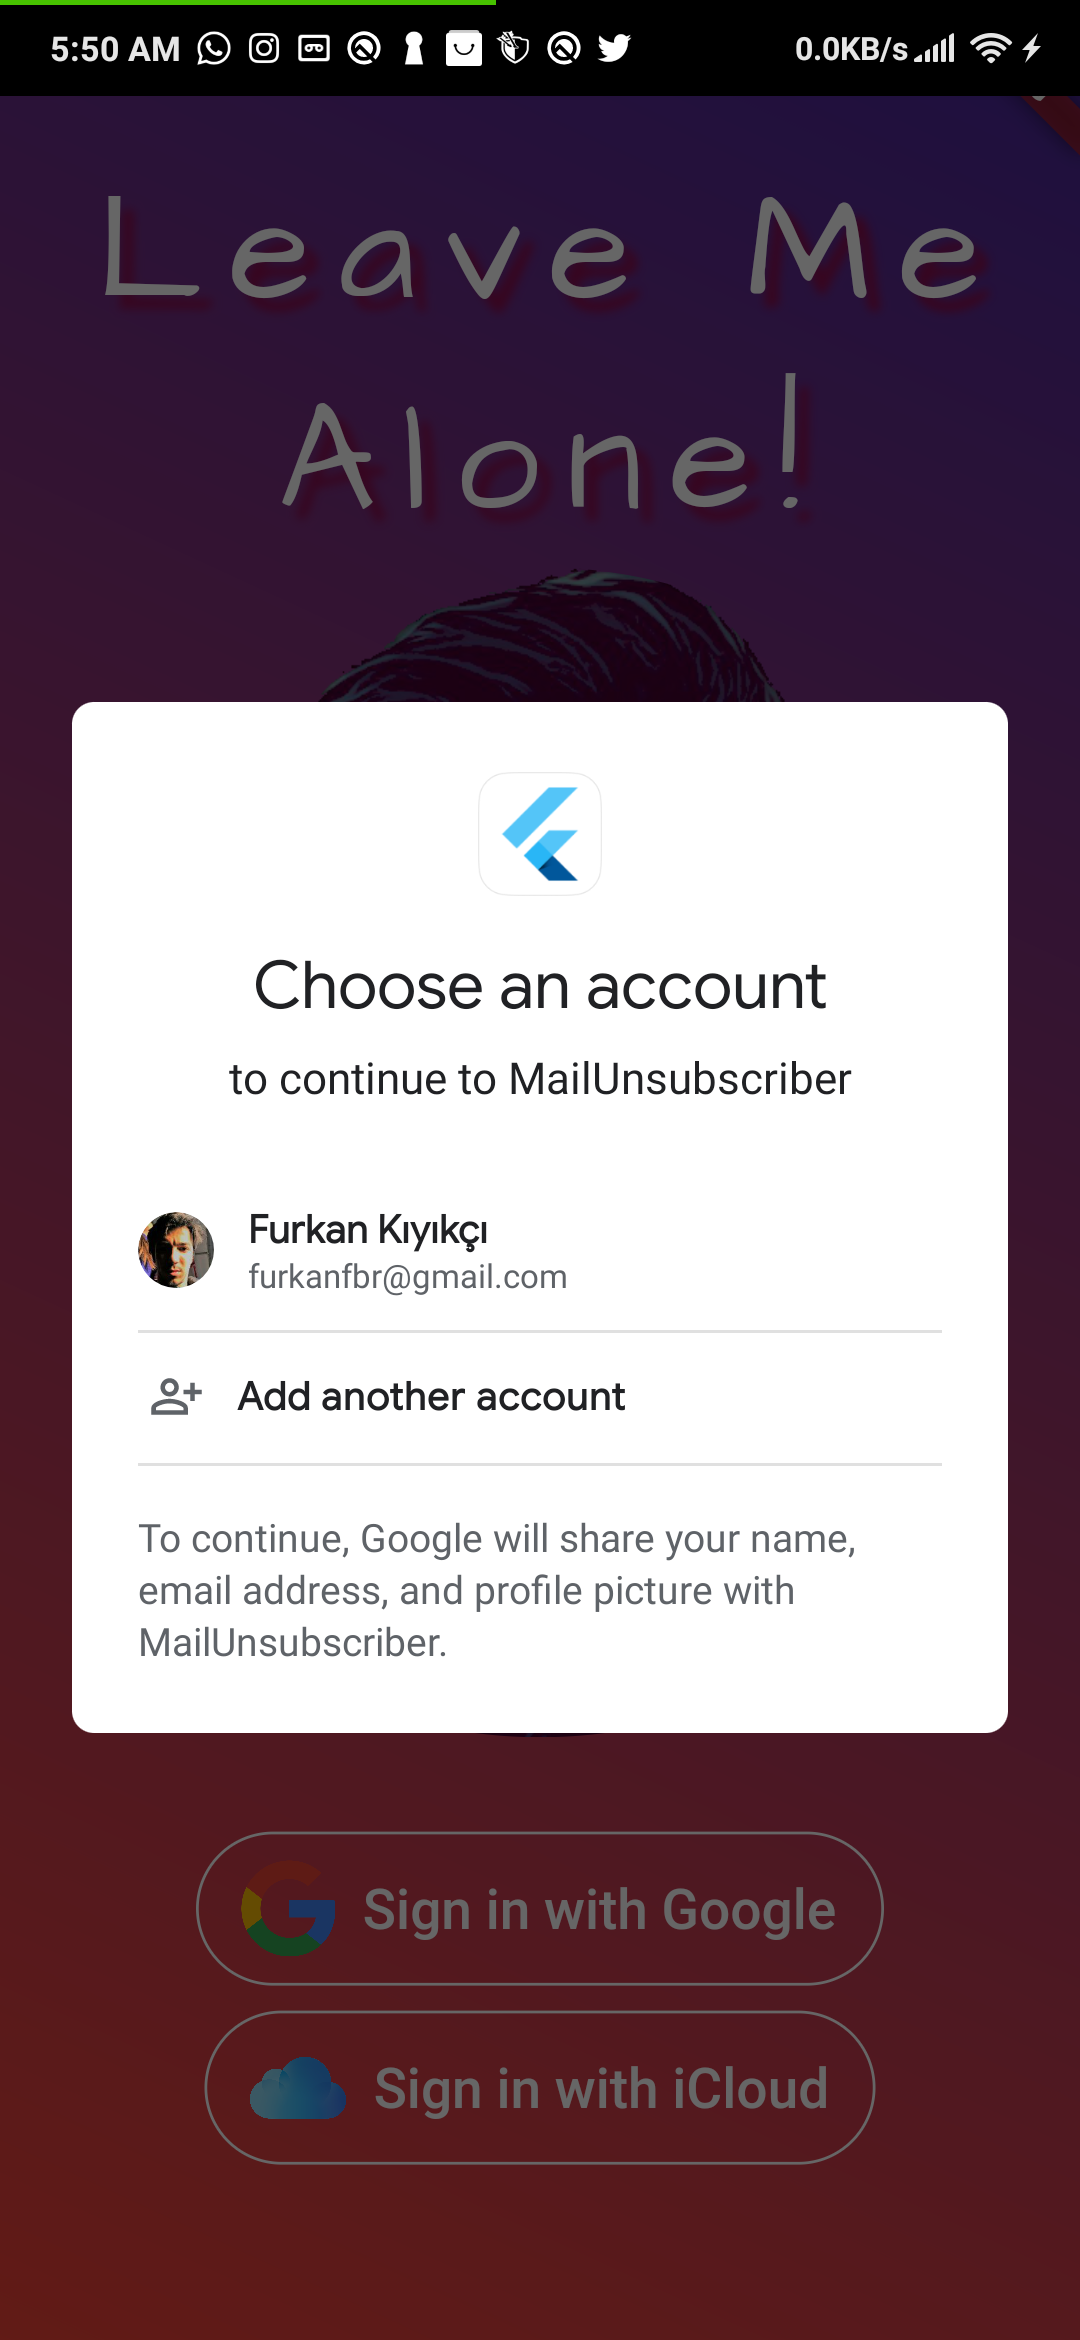 5:50 AM 0.0KB/s
Leave Me
Alone!
Choose an account
to continue to MailUnsubscriber
Furkan Kıyıkçı
furkanfbr@gmail.com
Add another account
To continue, Google will share your name,
email address, and profile picture with
MailUnsubscriber.
Sign in with Google
Sign in with iCloud